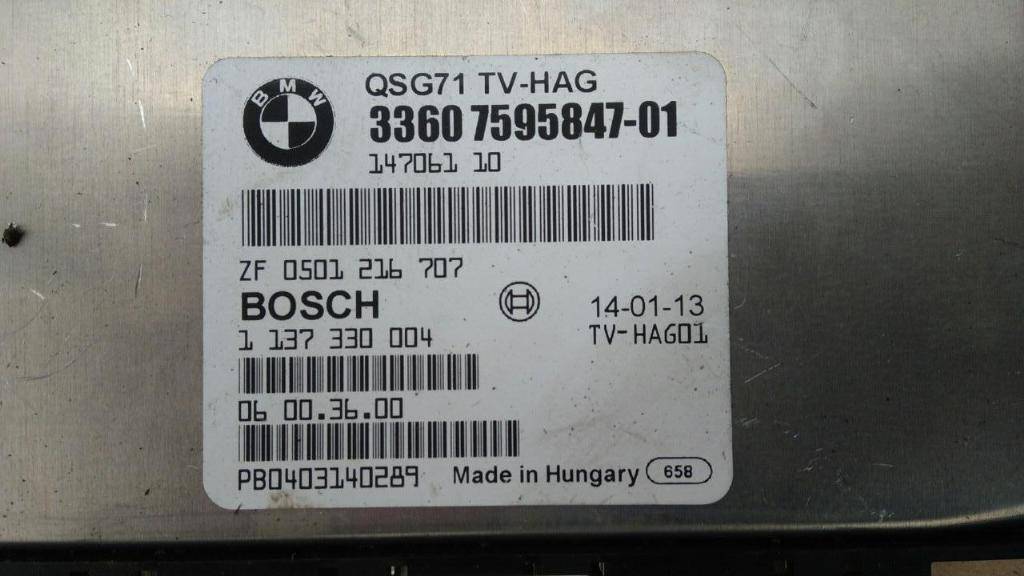 BMW
QSG71 TV-HAG
3360 7595847-01
147061 10
ZF 0501 216 707
BOSCH
14-01-13
1 137 330 004
TV-HAG01
06 00.36.00
PB0403140289
Made in Hungary 658